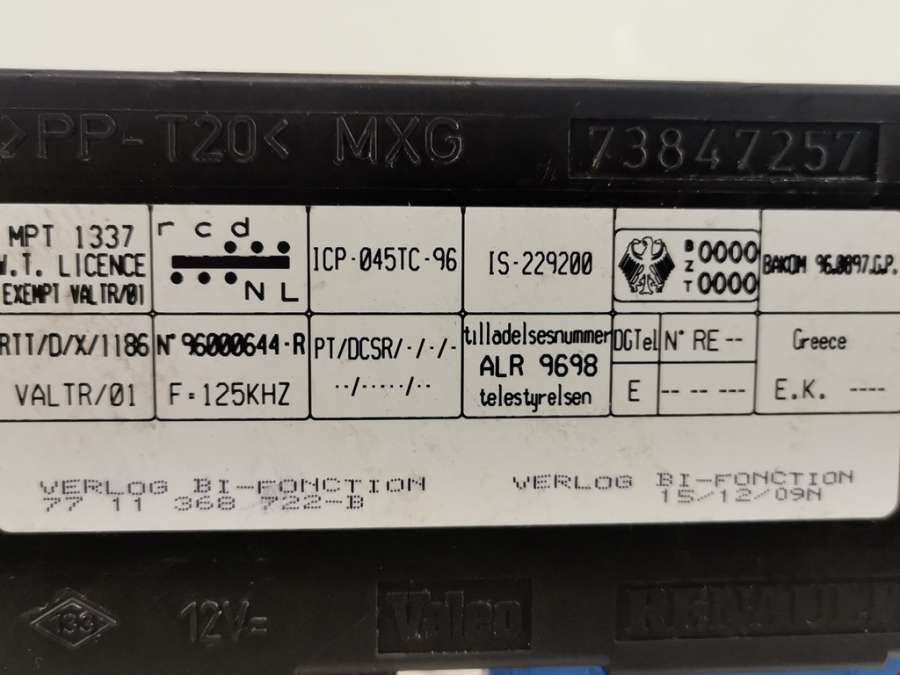 >PP-T20< MXG 73847257
MPT 1337
W.T. LICENCE
EXEMPT VALTR/01
r c d
N L
ICP-045TC-96
IS-229200
B
Z
T
0000
0000
BAKOM 96.0897.G.P.
RTT/D/X/1186
VALTR/01
N° 96000644-R
F=125KHZ
PT/DCSR/-/-/-
--/-----/--
tilladelsesnummer
ALR 9698
telestyrelsen
DGTel N° RE --
E -- -- ---
Greece
E.K. ----
VERLOG BI-FONCTION
77 11 368 722-B
VERLOG BI-FONCTION
15/12/09N
133 12V= Valeo RENAULT